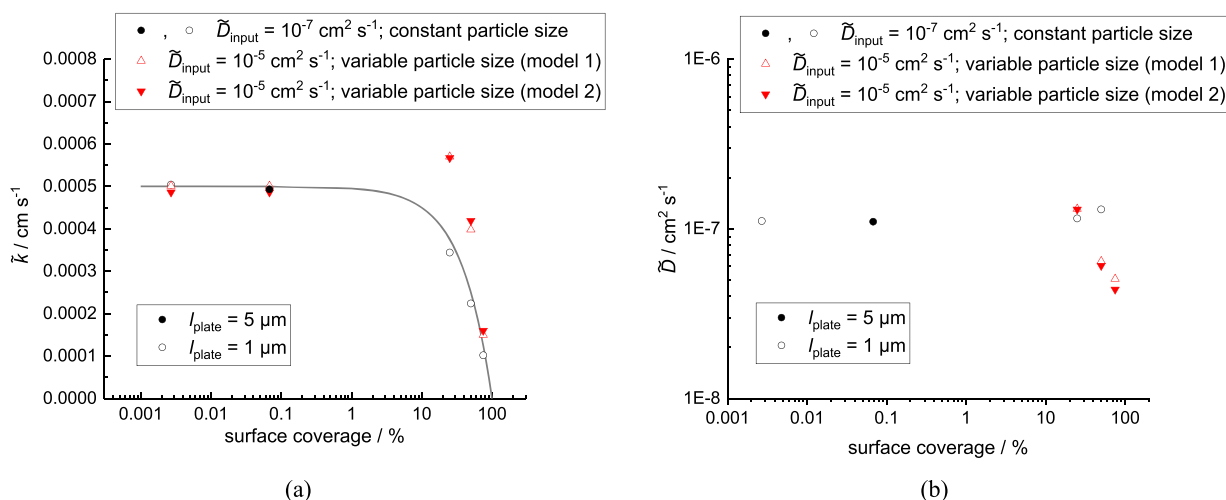 ● , ○ D̃input = 10⁻⁷ cm² s⁻¹; constant particle size
△ D̃input = 10⁻⁵ cm² s⁻¹; variable particle size (model 1)
▼ D̃input = 10⁻⁵ cm² s⁻¹; variable particle size (model 2)
0.0008
0.0007
0.0006
0.0005
0.0004
0.0003
0.0002
0.0001
0.0000
k̃ / cm s⁻¹
● lplate = 5 µm
○ lplate = 1 µm
0.001 0.01 0.1 1 10 100
surface coverage / %
(a)
● , ○ D̃input = 10⁻⁷ cm² s⁻¹; constant particle size
△ D̃input = 10⁻⁵ cm² s⁻¹; variable particle size (model 1)
▼ D̃input = 10⁻⁵ cm² s⁻¹; variable particle size (model 2)
1E-6
1E-7
1E-8
D̃ / cm² s⁻¹
● lplate = 5 µm
○ lplate = 1 µm
0.001 0.01 0.1 1 10 100
surface coverage / %
(b)